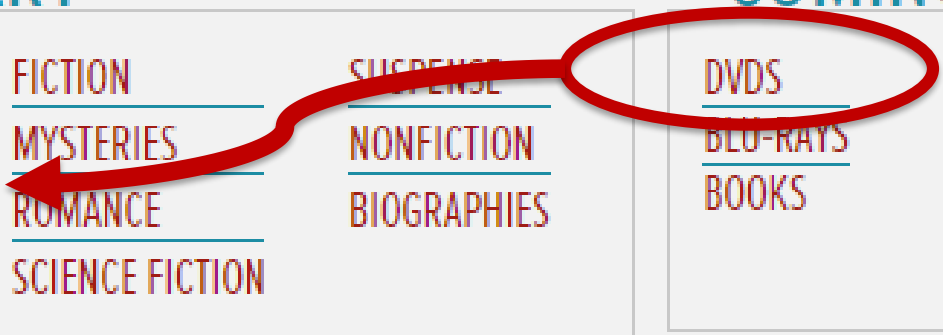 FICTION
MYSTERIES
ROMANCE
SCIENCE FICTION
SUSPENSE
NONFICTION
BIOGRAPHIES
DVDS
BLU-RAYS
BOOKS